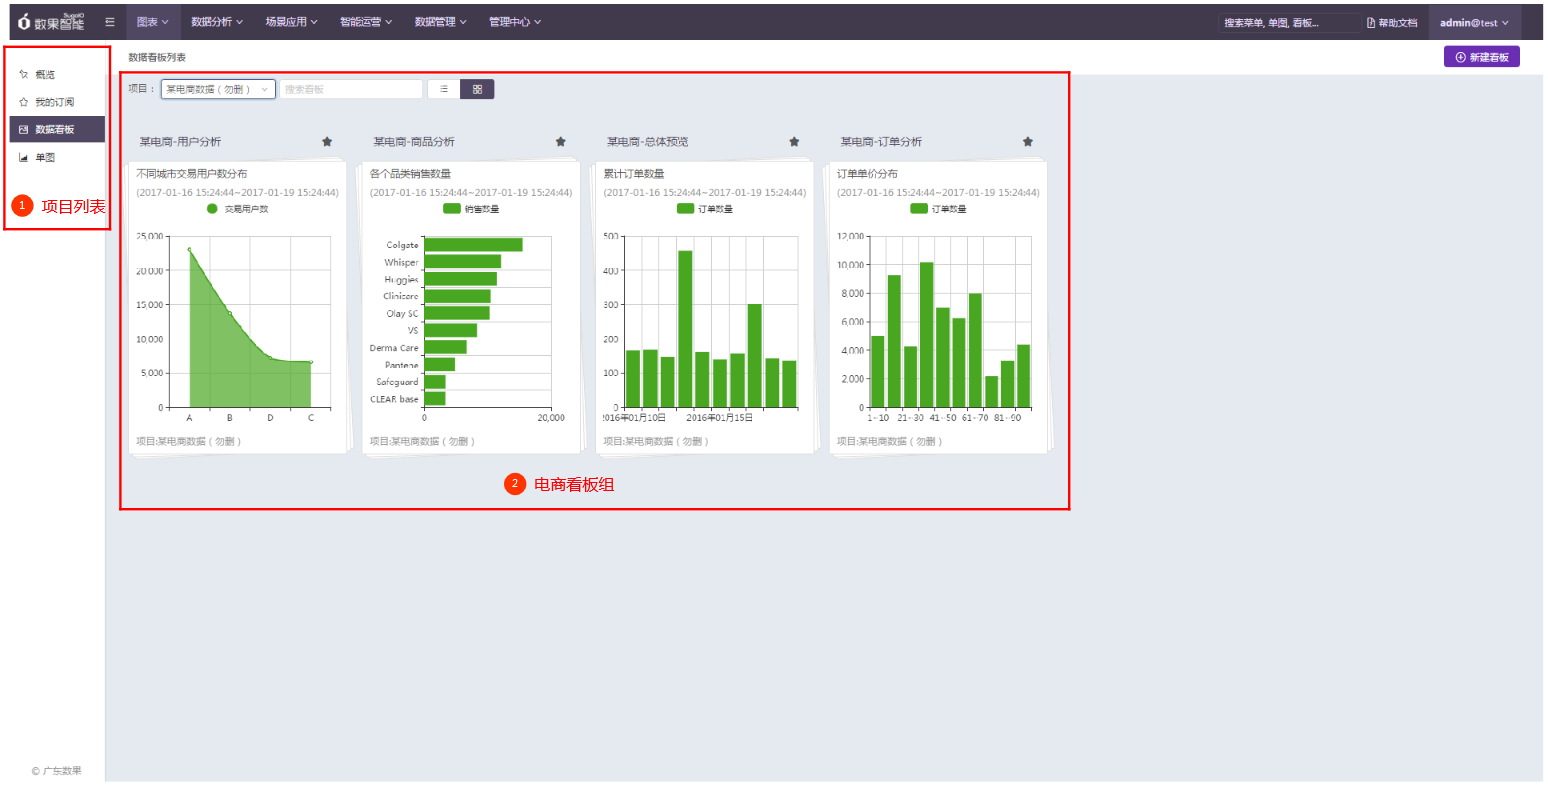 SugoIO
数果智能 图表 数据分析 场景应用 智能运营 数据管理 管理中心 搜索菜单, 单图, 看板... 帮助文档 admin@test
概览
我的订阅
数据看板
单图
1 项目列表
© 广东数果
数据看板列表 新建看板
项目： 某电商数据（勿删） 搜索看板
某电商-用户分析
不同城市交易用户数分布
(2017-01-16 15:24:44~2017-01-19 15:24:44)
交易用户数
25,000
20,000
15,000
10,000
5,000
0
A B D C
项目:某电商数据（勿删）
某电商-商品分析
各个品类销售数量
(2017-01-16 15:24:44~2017-01-19 15:24:44)
销售数量
Colgate
Whisper
Huggies
Clinicare
Olay SC
VS
Derma Care
Pantene
Safeguard
CLEAR base
0 20,000
项目:某电商数据（勿删）
某电商-总体预览
累计订单数量
(2017-01-16 15:24:44~2017-01-19 15:24:44)
订单数量
500
400
300
200
100
0
2016年01月10日 2016年01月15日
项目:某电商数据（勿删）
某电商-订单分析
订单单价分布
(2017-01-16 15:24:44~2017-01-19 15:24:44)
订单数量
12,000
10,000
8,000
6,000
4,000
2,000
0
1~10 21~30 41~50 61~70 81~90
项目:某电商数据（勿删）
2 电商看板组